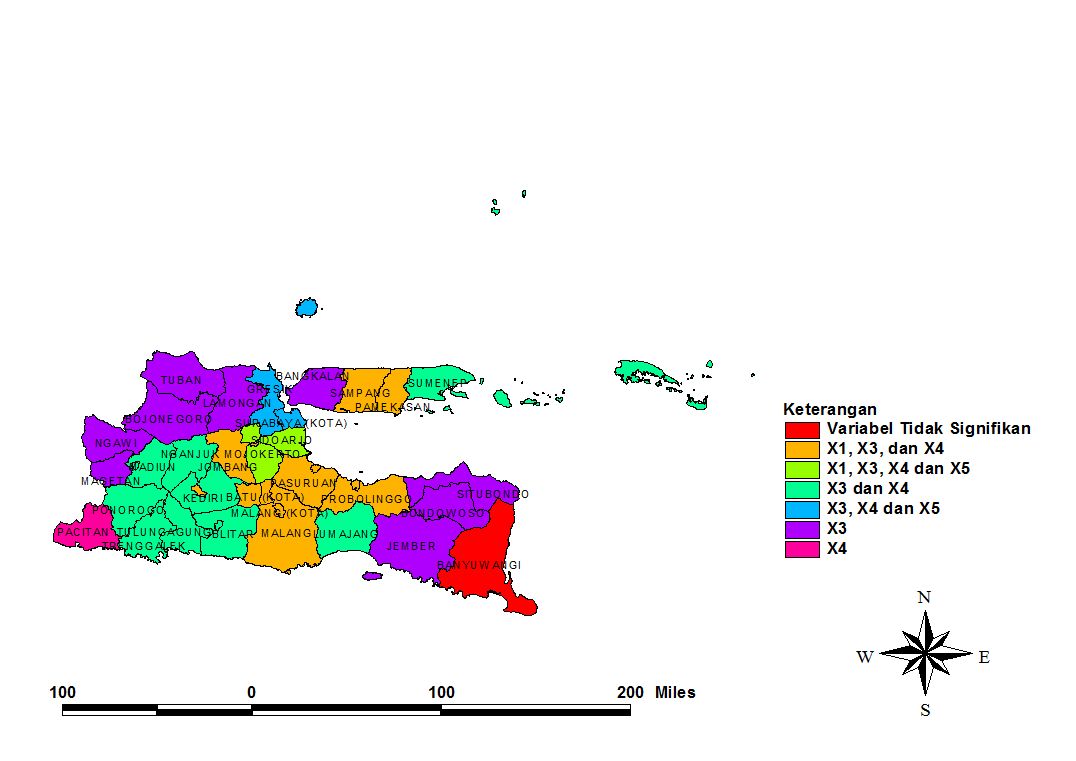 TUBAN
BANGKALAN
GRESIK
SUMENEP
SAMPANG
LAMONGAN
PAMEKASAN
BOJONEGORO
SURABAYA (KOTA)
NGAWI
SIDOARJO
NGANJUK
MOJOKERTO
MADIUN
JOMBANG
MAGETAN
PASURUAN
KEDIRI
BATU (KOTA)
PROBOLINGGO
SITUBONDO
PONOROGO
MALANG (KOTA)
BONDOWOSO
PACITAN
TULUNGAGUNG
BLITAR
MALANG
LUMAJANG
TRENGGALEK
JEMBER
BANYUWANGI
Keterangan
Variabel Tidak Signifikan
X1, X3, dan X4
X1, X3, X4 dan X5
X3 dan X4
X3, X4 dan X5
X3
X4
N
W E
S
100 0 100 200 Miles